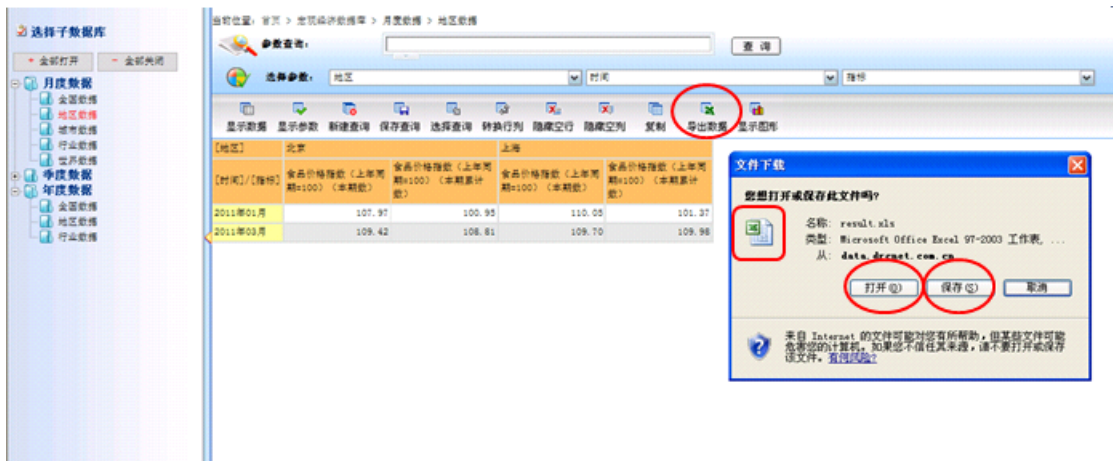 当前位置：首页 > 宏观经济数据库 > 月度数据 > 地区数据
选择子数据库
+ 全部打开 - 全部关闭
月度数据
全国数据
地区数据
城市数据
行业数据
世界数据
季度数据
年度数据
全国数据
地区数据
行业数据
参数查询：
查 询
选择参数： 地区 时间 指标
显示数据 显示参数 新建查询 保存查询 选择查询 转换行列 隐藏空行 隐藏空列 复制 导出数据 显示图形
[地区] 北京 上海
[时间]/[指标] 食品价格指数（上年同期=100）（本期数） 食品价格指数（上年同期=100）（本期累计数） 食品价格指数（上年同期=100）（本期数） 食品价格指数（上年同期=100）（本期累计数）
2011年01月 107.97 100.95 110.05 101.37
2011年03月 109.42 108.81 109.70 109.98
文件下载
您想打开或保存此文件吗?
名称: result.xls
类型: Microsoft Office Excel 97-2003 工作表, ...
从: data.drcnet.com.cn
打开(O) 保存(S) 取消
来自 Internet 的文件可能对您有所帮助，但某些文件可能
危害您的计算机。如果您不信任其来源，请不要打开或保存
该文件。有何风险?